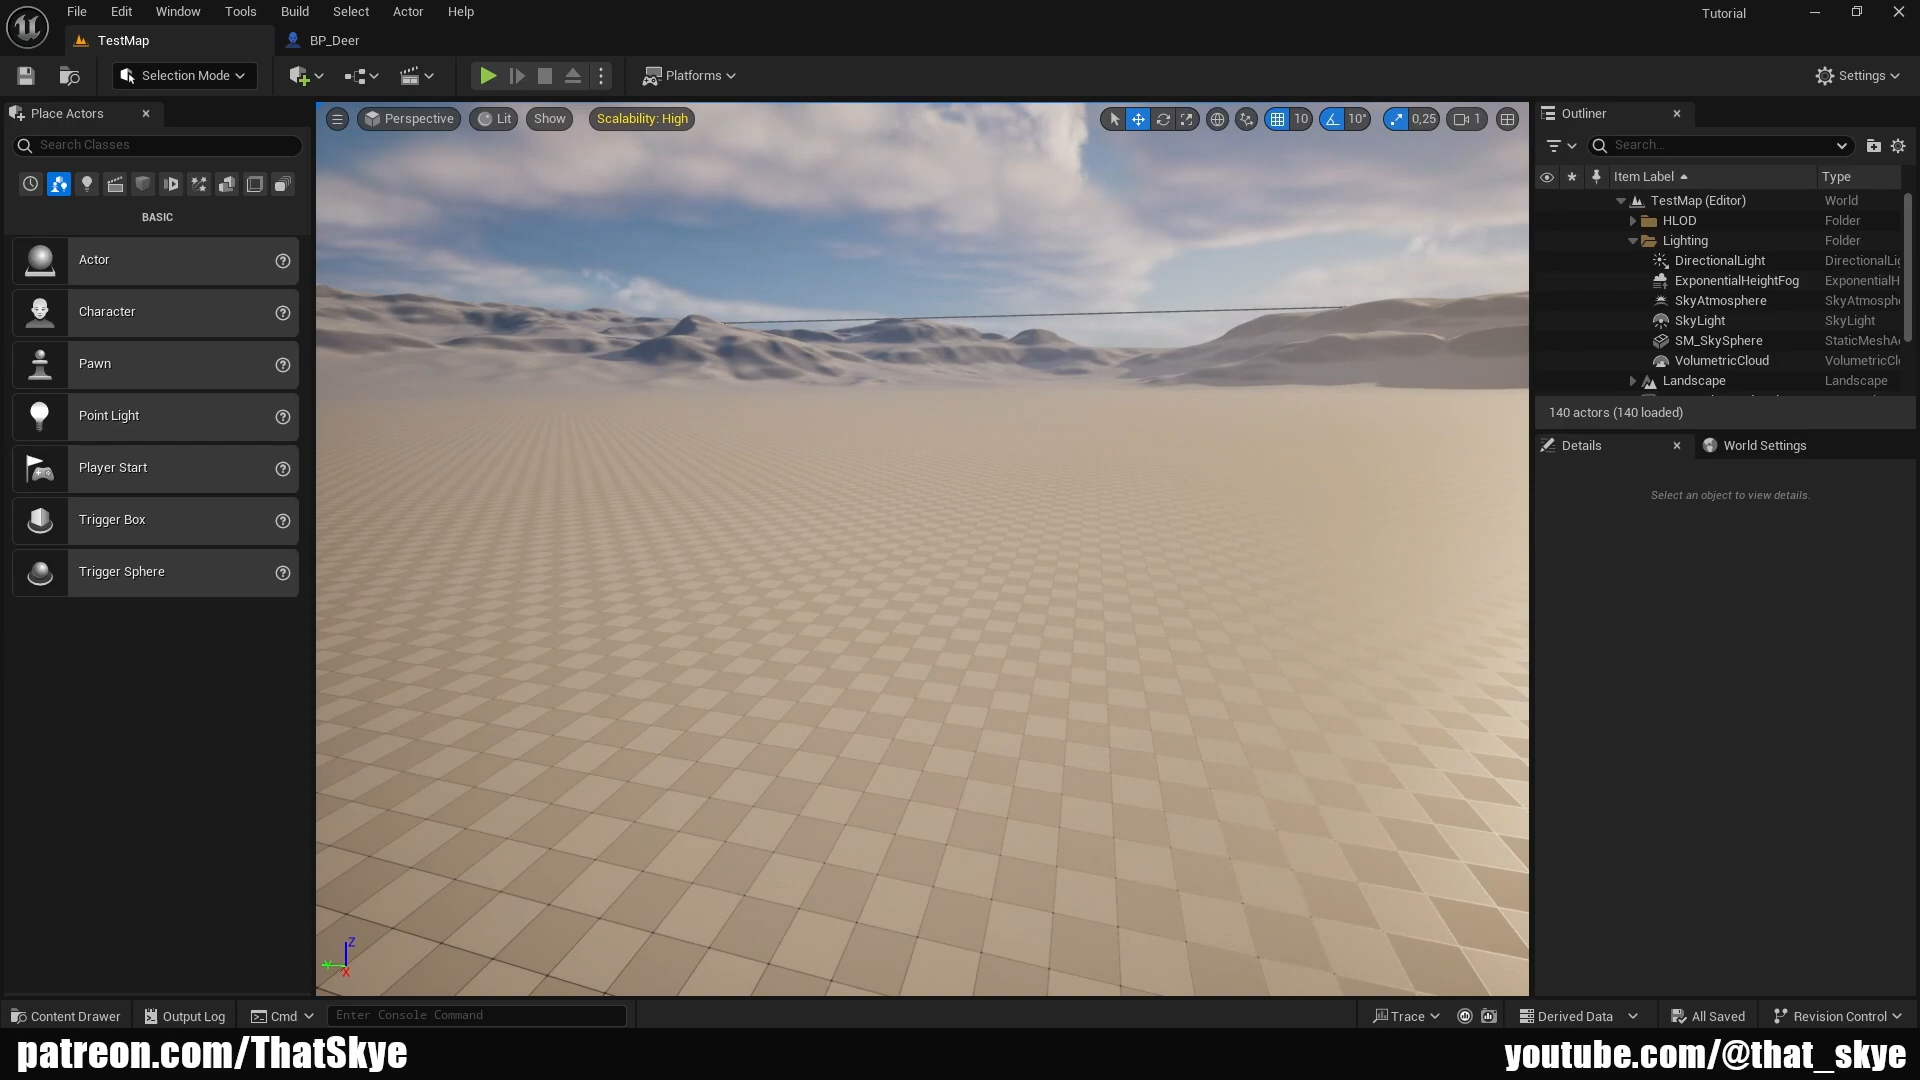 File Edit Window Tools Build Select Actor Help
Tutorial
TestMap
BP_Deer
Selection Mode
Platforms
Settings
Place Actors
Search Classes
BASIC
Actor
Character
Pawn
Point Light
Player Start
Trigger Box
Trigger Sphere
Perspective
Lit
Show
Scalability: High
10
10°
0,25
1
Z
Y
X
Outliner
Search...
Item Label
Type
TestMap (Editor) World
HLOD Folder
Lighting Folder
DirectionalLight DirectionalLig
ExponentialHeightFog ExponentialH
SkyAtmosphere SkyAtmosphe
SkyLight SkyLight
SM_SkySphere StaticMeshAc
VolumetricCloud VolumetricClo
Landscape Landscape
140 actors (140 loaded)
Details
World Settings
Select an object to view details.
Content Drawer
Output Log
Cmd
Enter Console Command
Trace
Derived Data
All Saved
Revision Control
patreon.com/ThatSkye
youtube.com/@that_skye